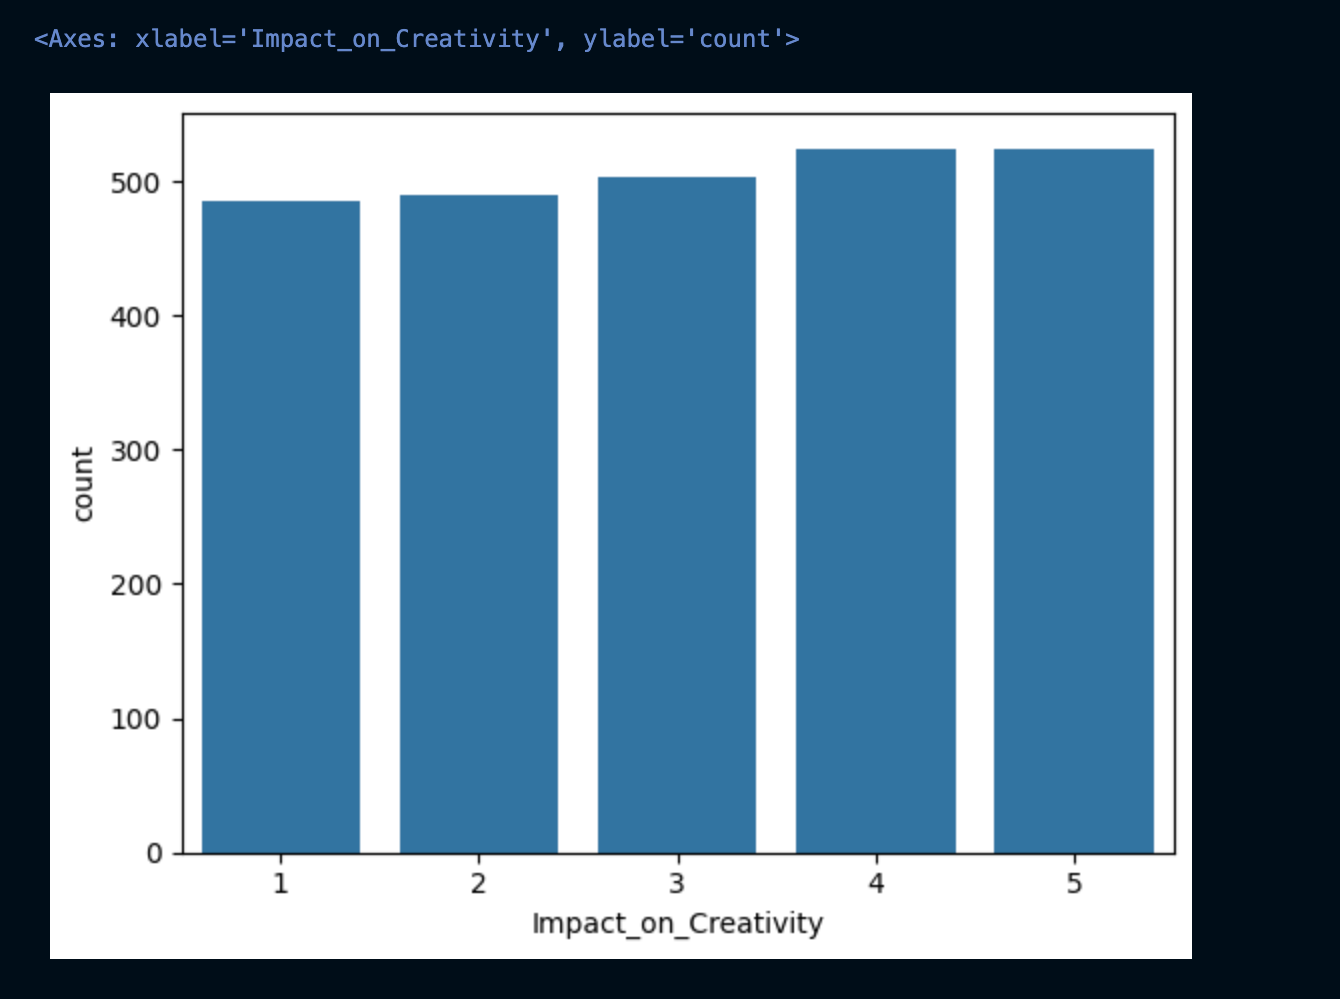 <Axes: xlabel='Impact_on_Creativity', ylabel='count'>
500
400
300
200
100
0
count
1 2 3 4 5
Impact_on_Creativity